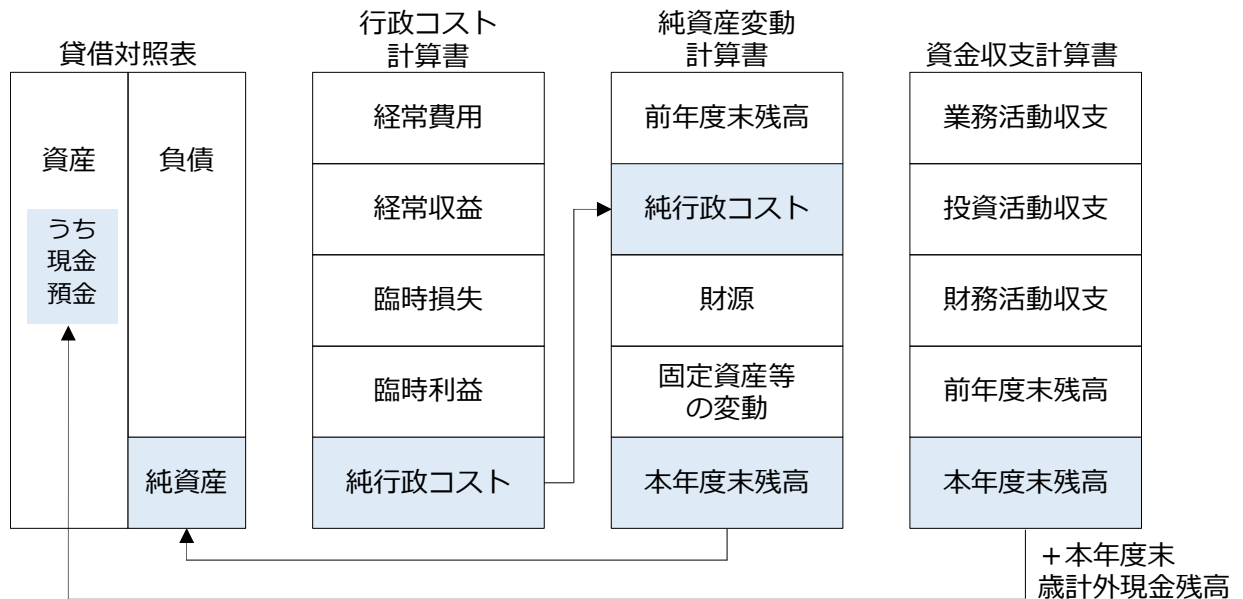 貸借対照表
資産
うち
現金
預金
負債
純資産
行政コスト
計算書
経常費用
経常収益
臨時損失
臨時利益
純行政コスト
純資産変動
計算書
前年度末残高
純行政コスト
財源
固定資産等
の変動
本年度末残高
資金収支計算書
業務活動収支
投資活動収支
財務活動収支
前年度末残高
本年度末残高
＋本年度末
歳計外現金残高